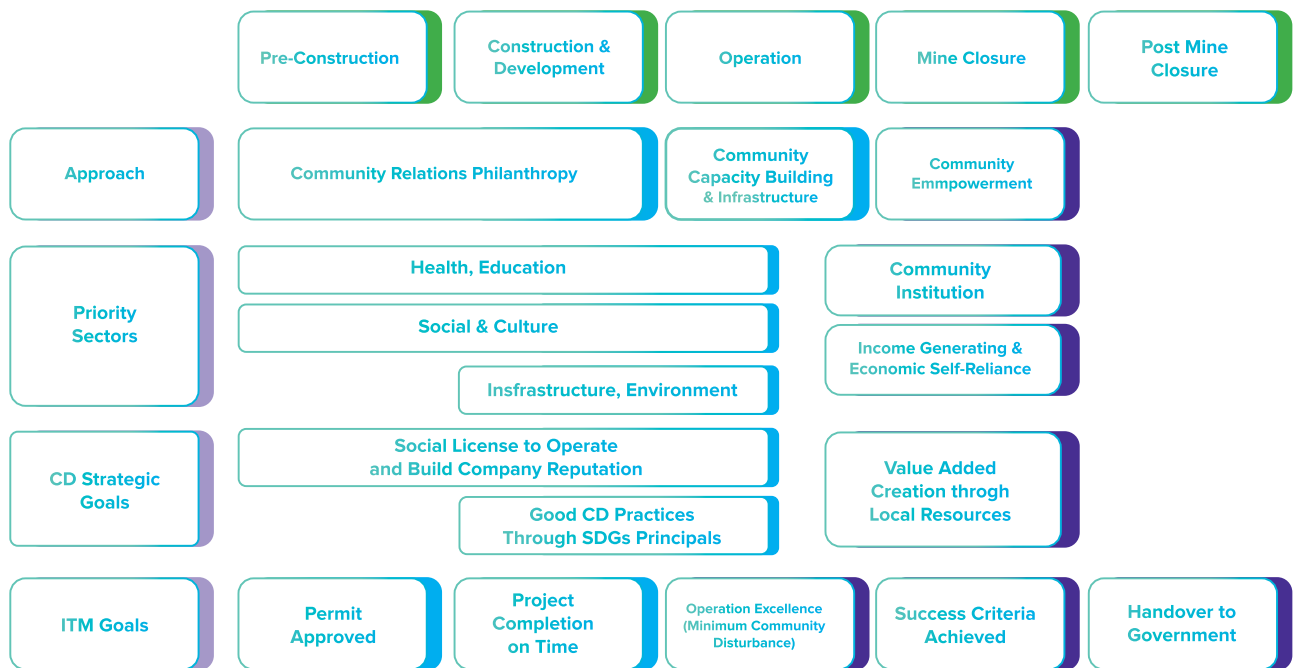 Pre-Construction
Construction &
Development
Operation
Mine Closure
Post Mine
Closure
Approach
Community Relations Philanthropy
Community
Capacity Building
& Infrastructure
Community
Emmpowerment
Priority
Sectors
Health, Education
Social & Culture
Insfrastructure, Environment
Community
Institution
Income Generating &
Economic Self-Reliance
CD Strategic
Goals
Social License to Operate
and Build Company Reputation
Good CD Practices
Through SDGs Principals
Value Added
Creation throgh
Local Resources
ITM Goals
Permit
Approved
Project
Completion
on Time
Operation Excellence
(Minimum Community
Disturbance)
Success Criteria
Achieved
Handover to
Government